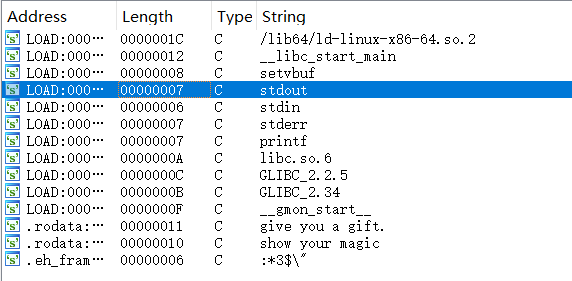 Address Length Type String
LOAD:000… 0000001C C /lib64/ld-linux-x86-64.so.2
LOAD:000… 00000012 C __libc_start_main
LOAD:000… 00000008 C setvbuf
LOAD:000… 00000007 C stdout
LOAD:000… 00000006 C stdin
LOAD:000… 00000007 C stderr
LOAD:000… 00000007 C printf
LOAD:000… 0000000A C libc.so.6
LOAD:000… 0000000C C GLIBC_2.2.5
LOAD:000… 0000000B C GLIBC_2.34
LOAD:000… 0000000F C __gmon_start__
.rodata:… 00000011 C give you a gift.
.rodata:… 00000010 C show your magic
.eh_fram… 00000006 C :*3$\"